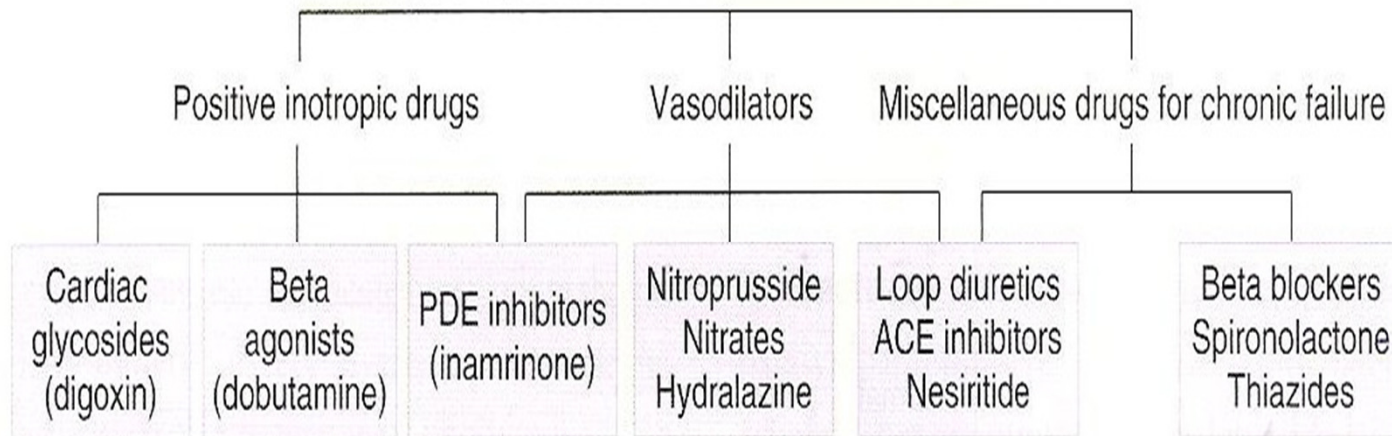 Positive inotropic drugs
Vasodilators
Miscellaneous drugs for chronic failure
Cardiac
glycosides
(digoxin)
Beta
agonists
(dobutamine)
PDE inhibitors
(inamrinone)
Nitroprusside
Nitrates
Hydralazine
Loop diuretics
ACE inhibitors
Nesiritide
Beta blockers
Spironolactone
Thiazides